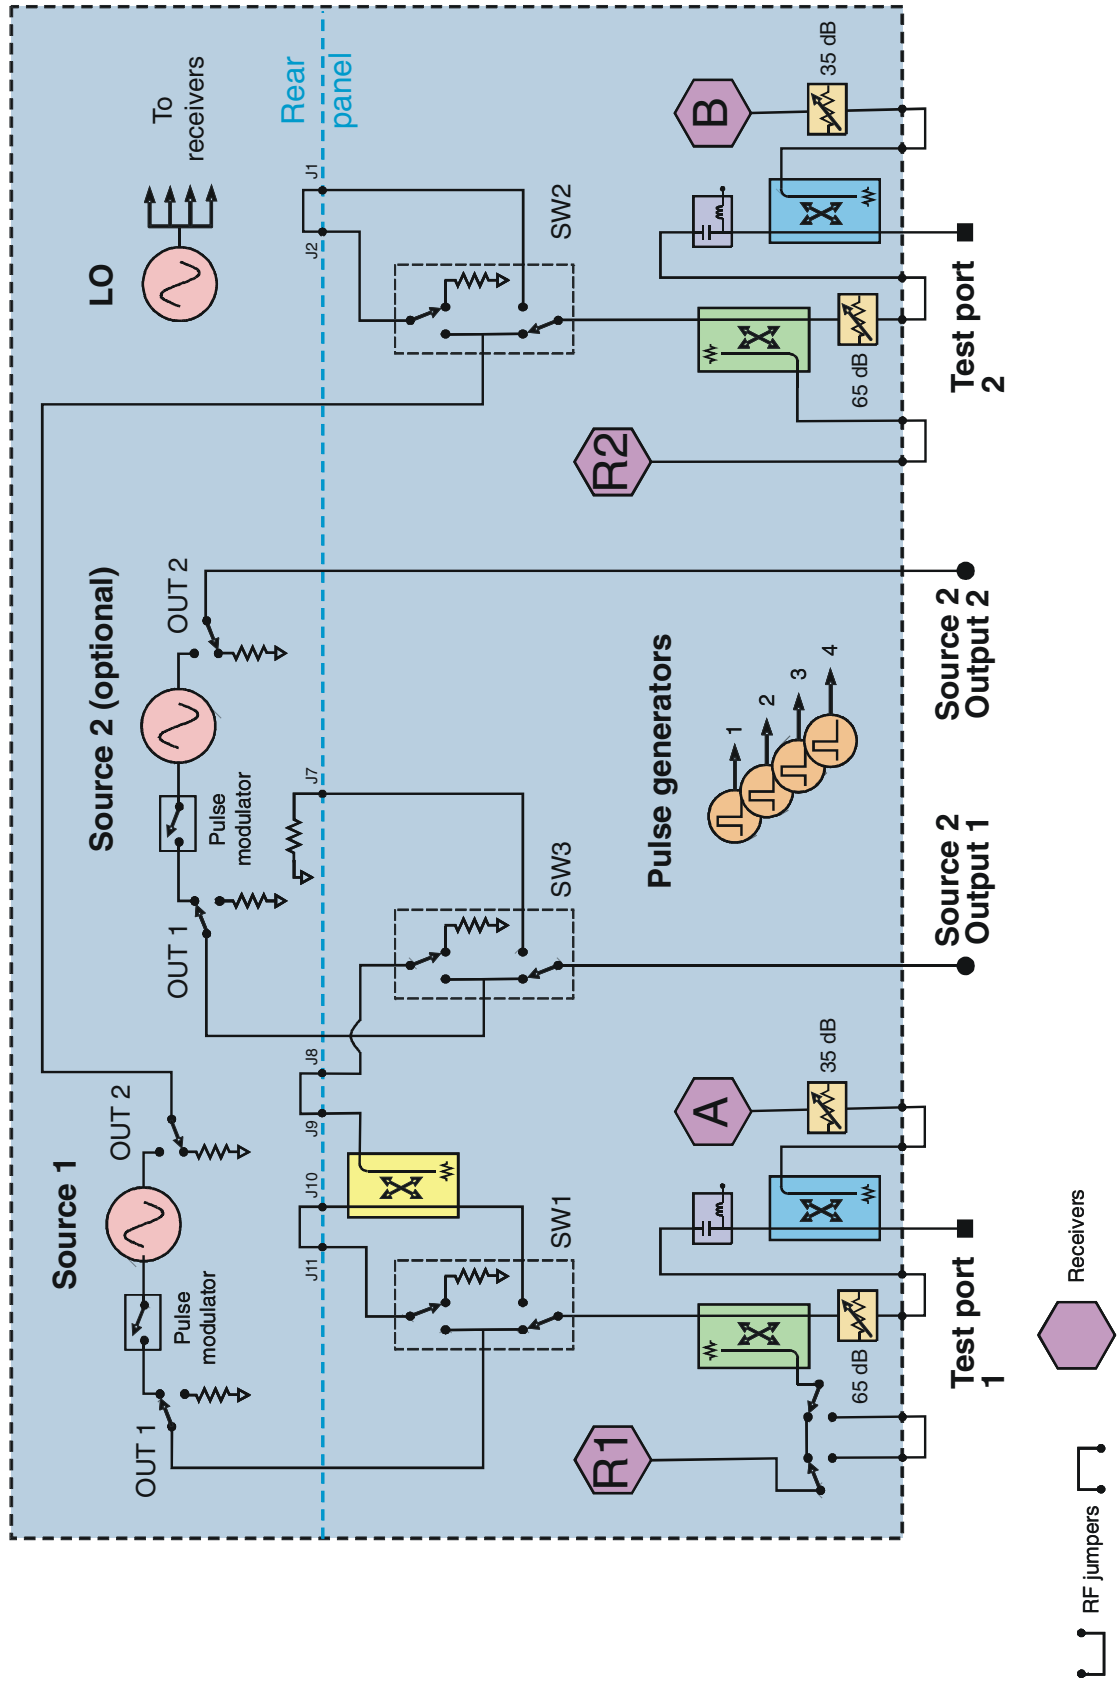 Source 1
OUT 1
Pulse
modulator
OUT 2
Source 2 (optional)
OUT 1
Pulse
modulator
OUT 2
LO
To
receivers
Rear
panel
J11
J10
J9
J8
J7
J2
J1
SW1
SW3
SW2
R1
A
Pulse generators
1
2
3
4
R2
B
65 dB
35 dB
65 dB
35 dB
Test port
1
Source 2
Output 1
Source 2
Output 2
Test port
2
RF jumpers
Receivers